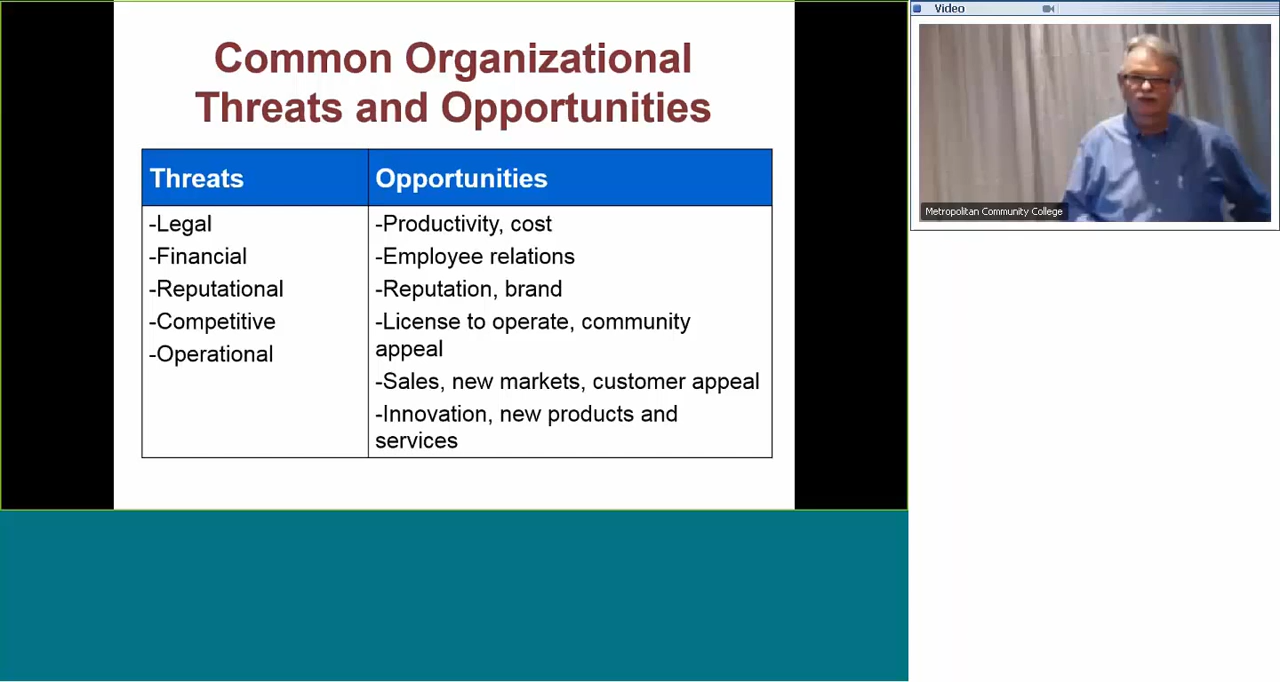 Common Organizational
Threats and Opportunities
Threats
Opportunities
-Legal
-Financial
-Reputational
-Competitive
-Operational
-Productivity, cost
-Employee relations
-Reputation, brand
-License to operate, community
appeal
-Sales, new markets, customer appeal
-Innovation, new products and
services
Video
Metropolitan Community College